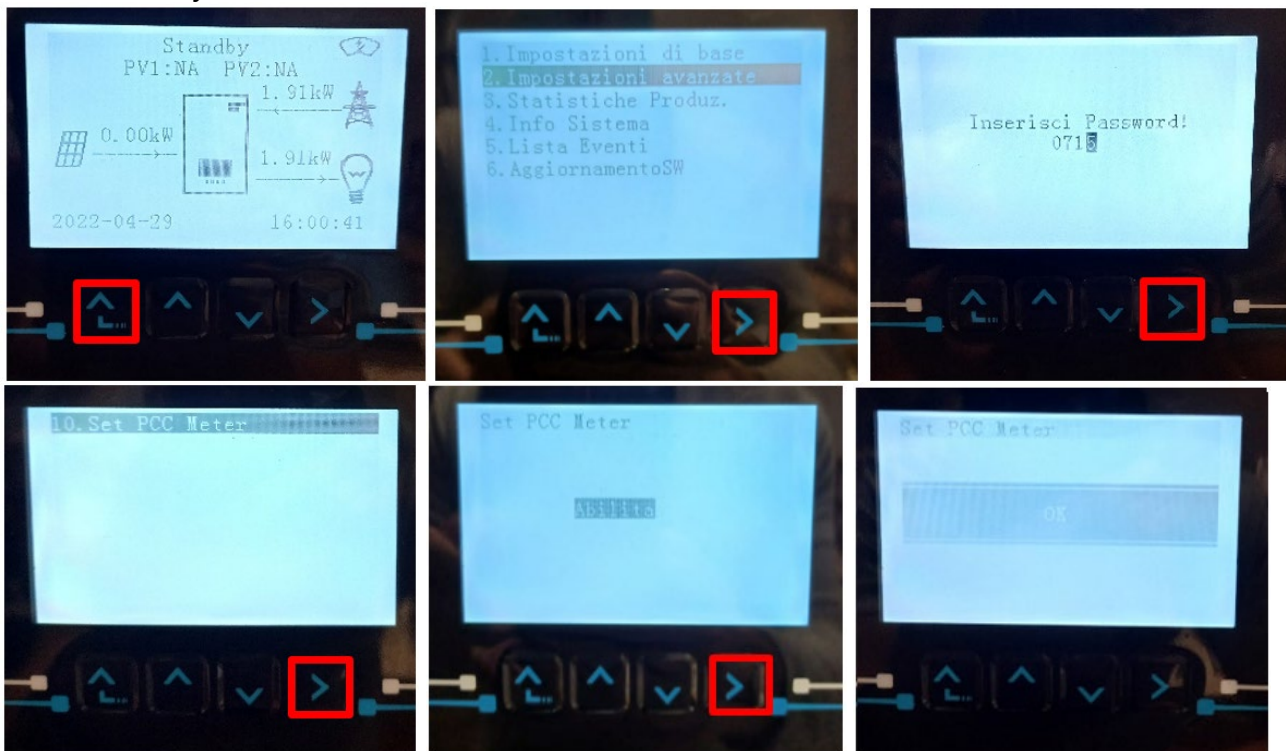 Standby
PV1:NA PV2:NA
1.91kW
0.00kW
1.91kW
2022-04-29 16:00:41
1.Impostazioni di base
2.Impostazioni avanzate
3.Statistiche Produz.
4.Info Sistema
5.Lista Eventi
6.AggiornamentoSW
Inserisci Password!
0715
10.Set PCC Meter
Set PCC Meter
Abilita
Set PCC Meter
OK